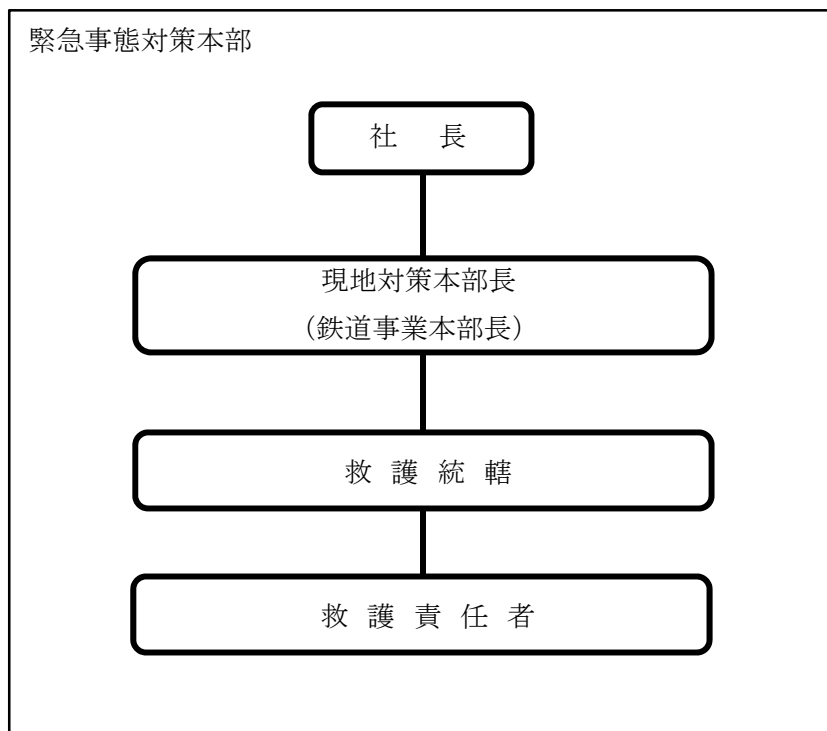 緊急事態対策本部
社　長
現地対策本部長
（鉄道事業本部長）
救 護 統 轄
救 護 責 任 者